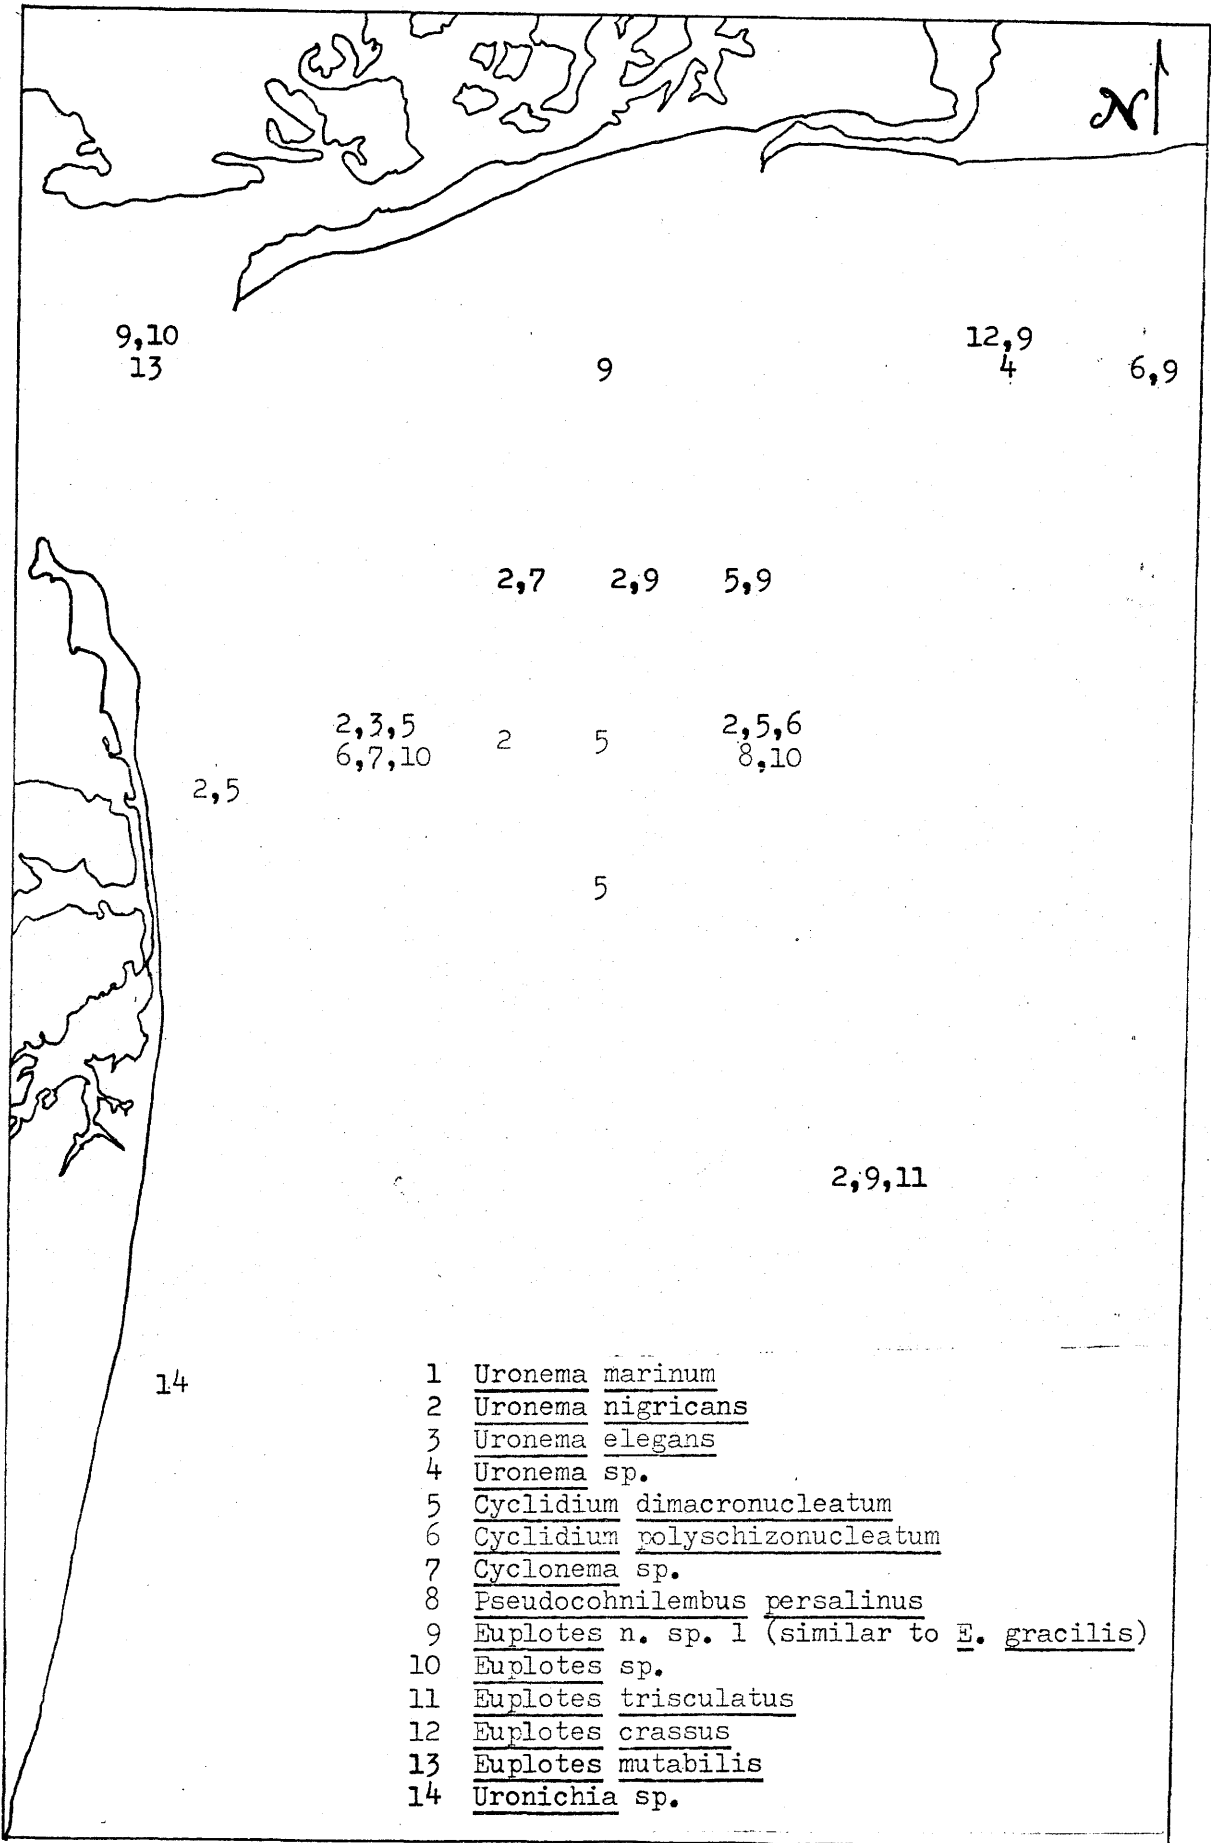 N
9,10
13
9
12,9
4
6,9
2,7
2,9
5,9
2,3,5
6,7,10
2
5
2,5,6
8,10
2,5
5
2,9,11
14
1 Uronema marinum
2 Uronema nigricans
3 Uronema elegans
4 Uronema sp.
5 Cyclidium dimacronucleatum
6 Cyclidium polyschizonucleatum
7 Cyclonema sp.
8 Pseudocohnilembus persalinus
9 Euplotes n. sp. 1 (similar to E. gracilis)
10 Euplotes sp.
11 Euplotes trisculatus
12 Euplotes crassus
13 Euplotes mutabilis
14 Uronichia sp.